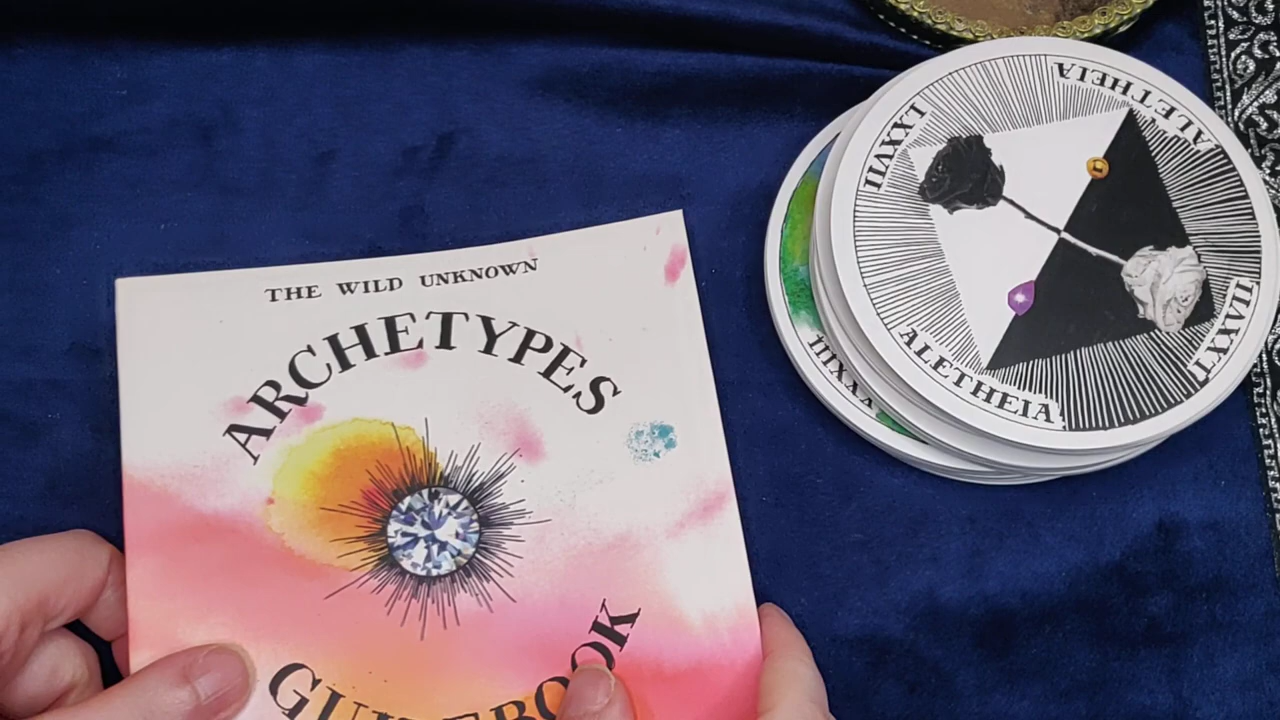 THE WILD UNKNOWN
ARCHETYPES
GUIDEBOOK
ALETHEIA
LXXVII
ALETHEIA
LXXVII